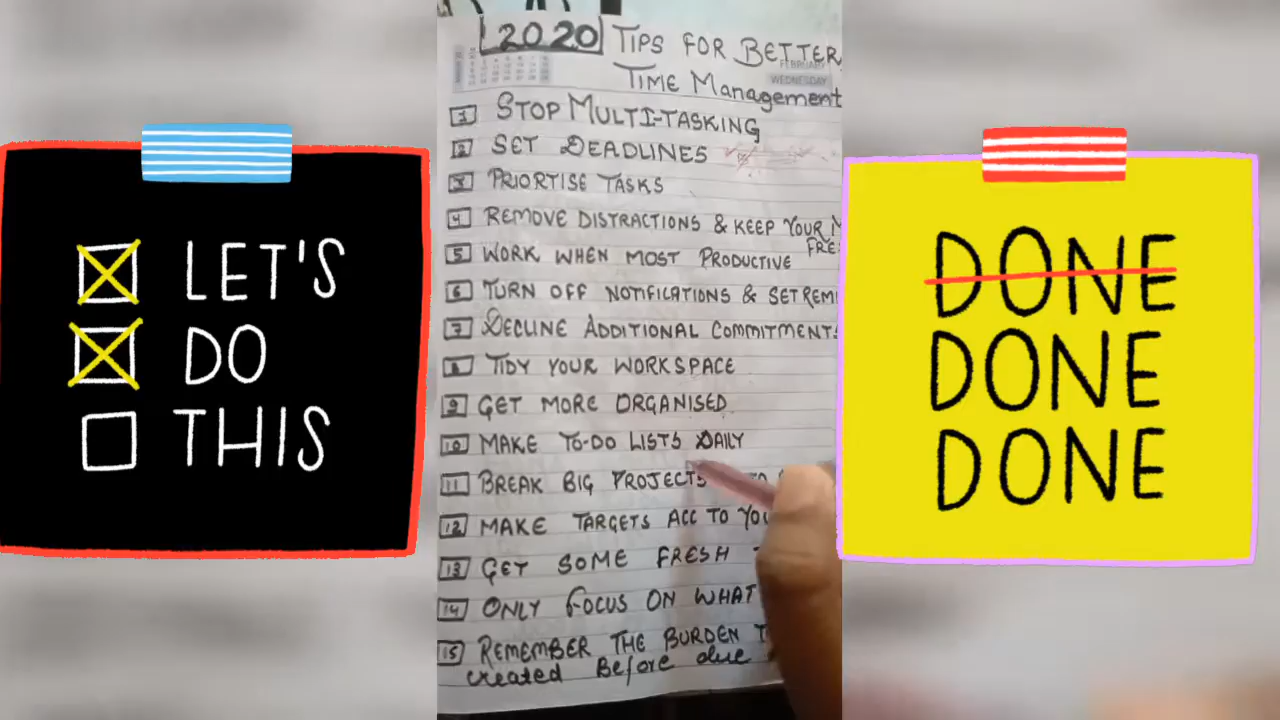 LET'S
DO
THIS
2020 TIPS FOR BETTER
TIME Management
FEBRUARY
WEDNESDAY
1 STOP MULTI-TASKING
2 SET DEADLINES
3 PRIORTISE TASKS
4 REMOVE DISTRACTIONS & KEEP YOUR
FRE
5 WORK WHEN MOST PRODUCTIVE
6 TURN OFF NOTIFICATIONS & SET REMI
7 DECLINE ADDITIONAL COMMITMENTS
8 TIDY YOUR WORKSPACE
9 GET MORE ORGANISED
10 MAKE TO-DO LISTS DAILY
11 BREAK BIG PROJECTS
12 MAKE TARGETS ACC TO YOU
13 GET SOME FRESH
14 ONLY FOCUS ON WHAT
15 REMEMBER THE BURDEN
created Before due
DONE
DONE
DONE